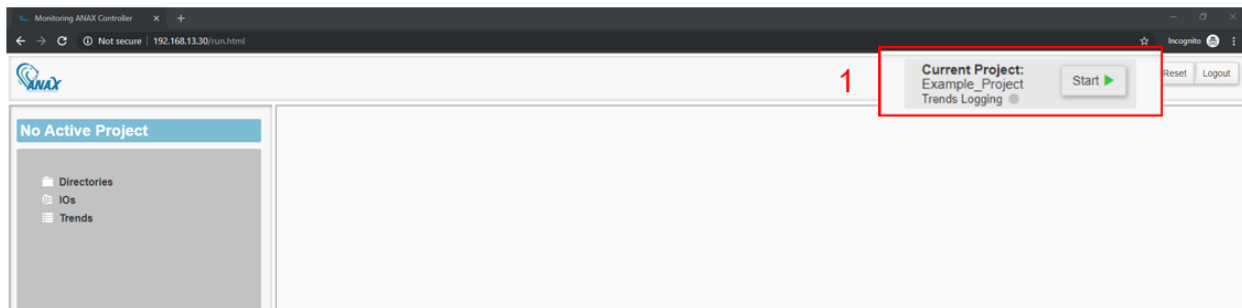 Monitoring ANAX Controller
Not secure | 192.168.13.30/run.html
Incognito
ANAX
1
Current Project:
Example_Project
Trends Logging
Start
Reset
Logout
No Active Project
Directories
IOs
Trends